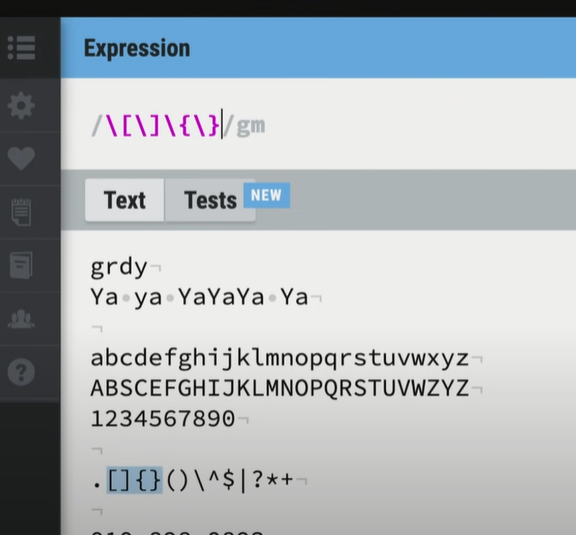 Expression
/\[\]\{\}/gm
Text Tests NEW
grdy¬
Ya•ya•YaYaYa•Ya¬
¬
abcdefghijklmnopqrstuvwxyz¬
ABSCEFGHIJKLMNOPQRSTUVWZYZ¬
1234567890¬
¬
.[]{}()\^$|?*+¬
¬